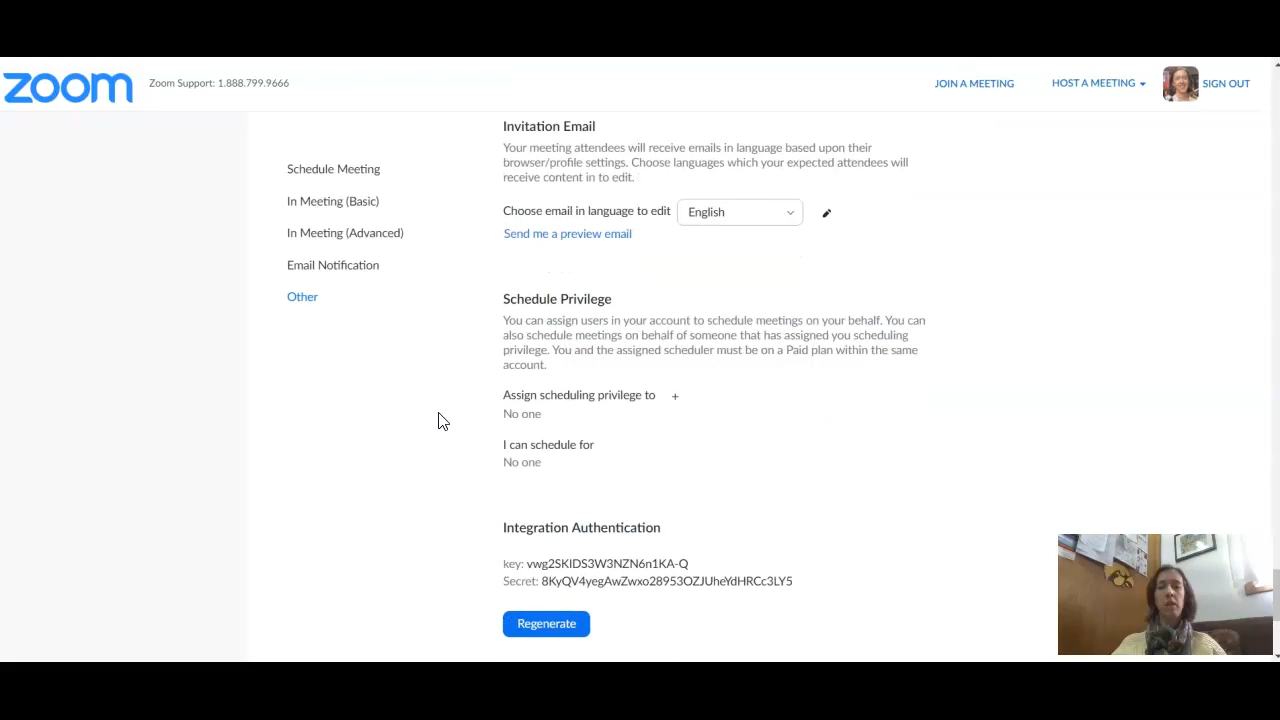 zoom
Zoom Support: 1.888.799.9666
JOIN A MEETING
HOST A MEETING
SIGN OUT
Schedule Meeting
In Meeting (Basic)
In Meeting (Advanced)
Email Notification
Other
Invitation Email
Your meeting attendees will receive emails in language based upon their
browser/profile settings. Choose languages which your expected attendees will
receive content in to edit.
Choose email in language to edit
English
Send me a preview email
Schedule Privilege
You can assign users in your account to schedule meetings on your behalf. You can
also schedule meetings on behalf of someone that has assigned you scheduling
privilege. You and the assigned scheduler must be on a Paid plan within the same
account.
Assign scheduling privilege to +
No one
I can schedule for
No one
Integration Authentication
key: vwg2SKIDS3W3NZN6n1KA-Q
Secret: 8KyQV4yegAwZwxo28953OZJUheYdHRCc3LY5
Regenerate